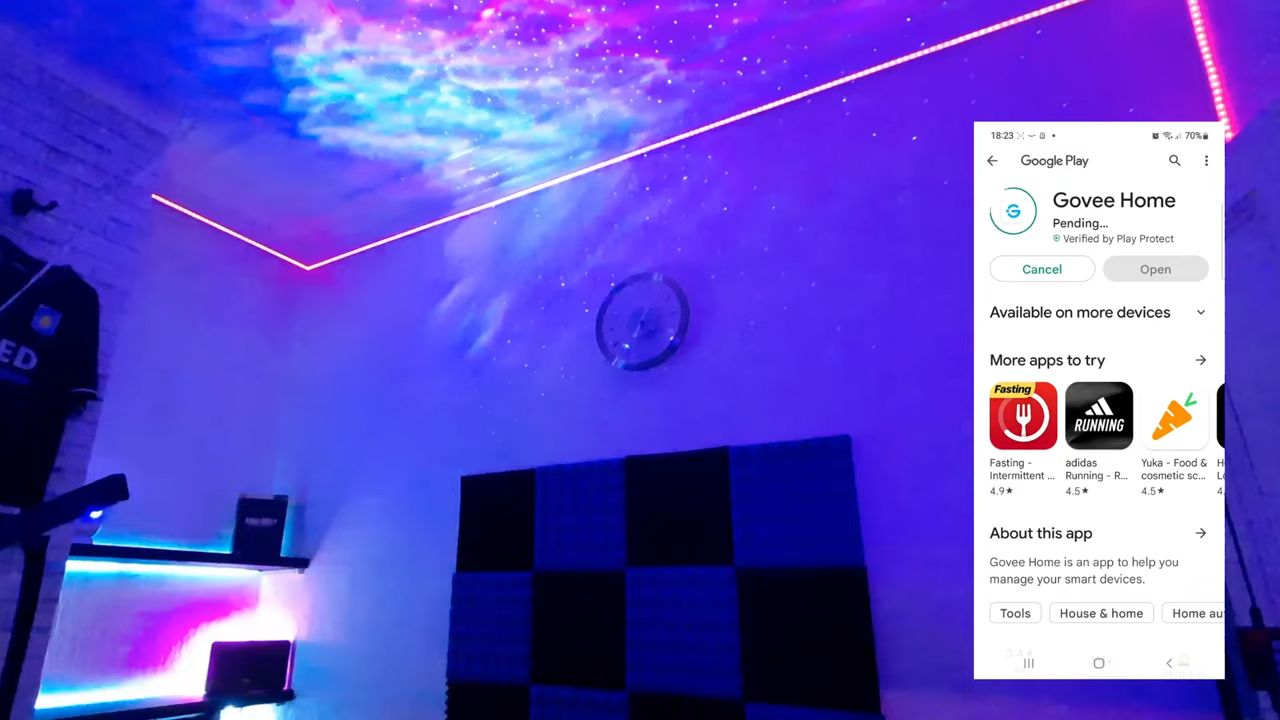 ED
18:23
70%
Google Play
Govee Home
Pending...
Verified by Play Protect
Cancel
Open
Available on more devices
More apps to try
Fasting
RUNNING
Fasting -
Intermittent ...
4.9★
adidas
Running - R...
4.5★
Yuka - Food &
cosmetic sc...
4.5★
About this app
Govee Home is an app to help you
manage your smart devices.
Tools
House & home
Home au